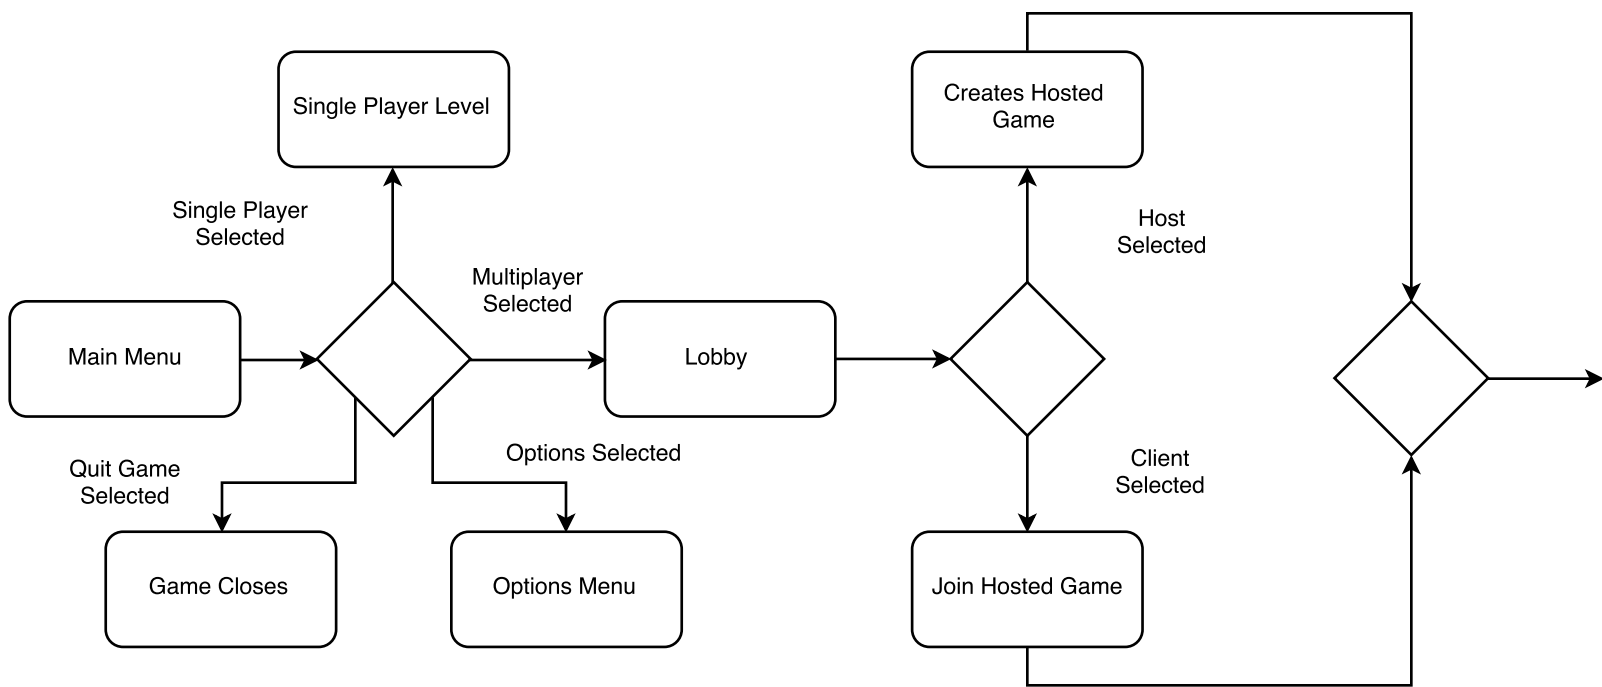 Single Player Level
Creates Hosted
Game
Single Player
Selected
Host
Selected
Multiplayer
Selected
Main Menu
Lobby
Options Selected
Client
Selected
Quit Game
Selected
Game Closes
Options Menu
Join Hosted Game